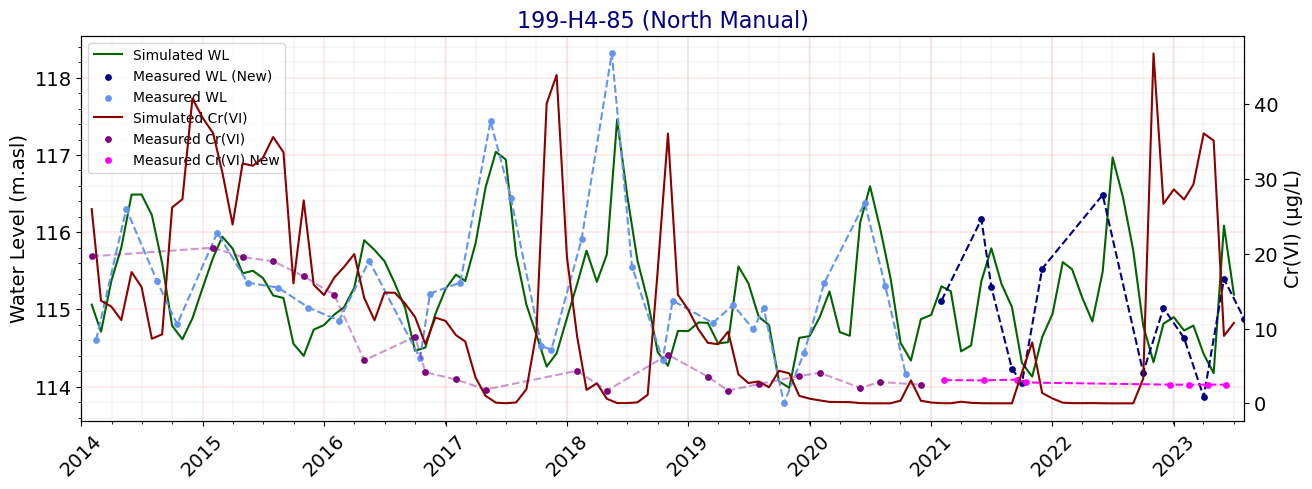 199-H4-85 (North Manual)
Simulated WL
Measured WL (New)
Measured WL
Simulated Cr(VI)
Measured Cr(VI)
Measured Cr(VI) New
Water Level (m.asl)
118
117
116
115
114
Cr(VI) (μg/L)
40
30
20
10
0
2014 2015 2016 2017 2018 2019 2020 2021 2022 2023